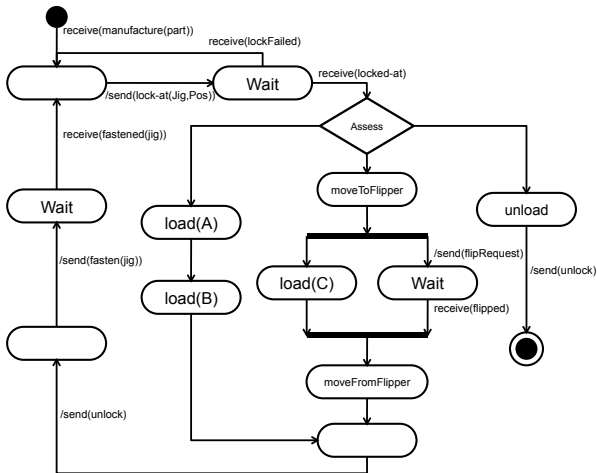 receive(manufacture(part))
receive(lockFailed)
Wait
receive(locked-at)
/send(lock-at(Jig,Pos))
Assess
receive(fastened(jig))
moveToFlipper
Wait
load(A)
unload
/send(flipRequest)
/send(fasten(jig))
/send(unlock)
load(C)
Wait
load(B)
receive(flipped)
moveFromFlipper
/send(unlock)